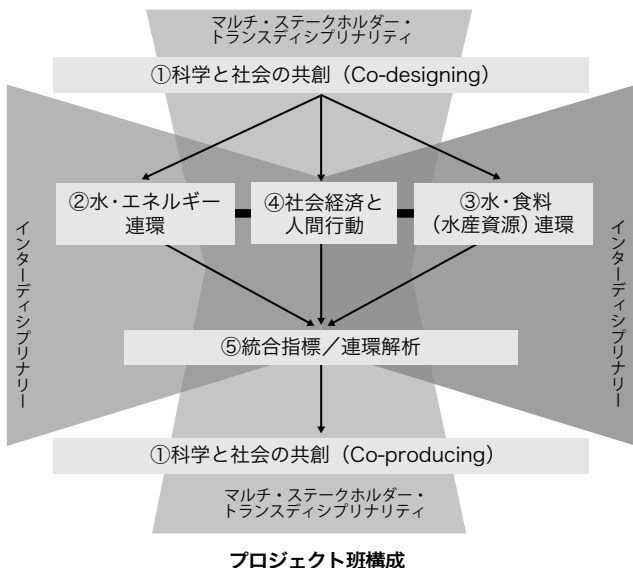 マルチ・ステークホルダー・
トランスディシプリナリティ
①科学と社会の共創（Co-designing）
②水・エネルギー
連環
④社会経済と
人間行動
③水・食料
（水産資源）連環
インターディシプリナリー
インターディシプリナリー
⑤統合指標／連環解析
①科学と社会の共創（Co-producing）
マルチ・ステークホルダー・
トランスディシプリナリティ
プロジェクト班構成